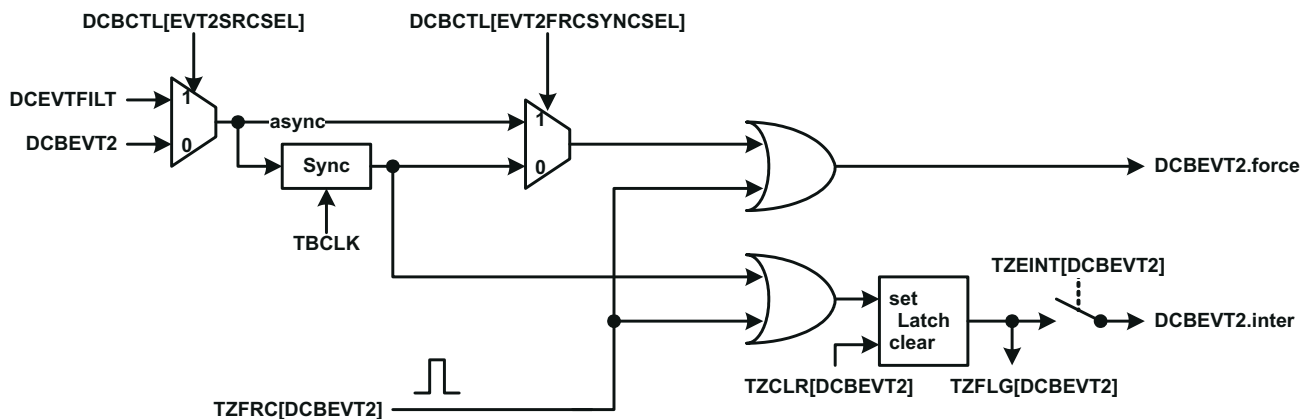 DCBCTL[EVT2SRCSEL]
DCBCTL[EVT2FRCSYNCSEL]
DCEVTFILT
1
async
1
DCBEVT2
0
Sync
0
DCBEVT2.force
TBCLK
TZEINT[DCBEVT2]
set
Latch
clear
DCBEVT2.inter
TZCLR[DCBEVT2]
TZFLG[DCBEVT2]
TZFRC[DCBEVT2]